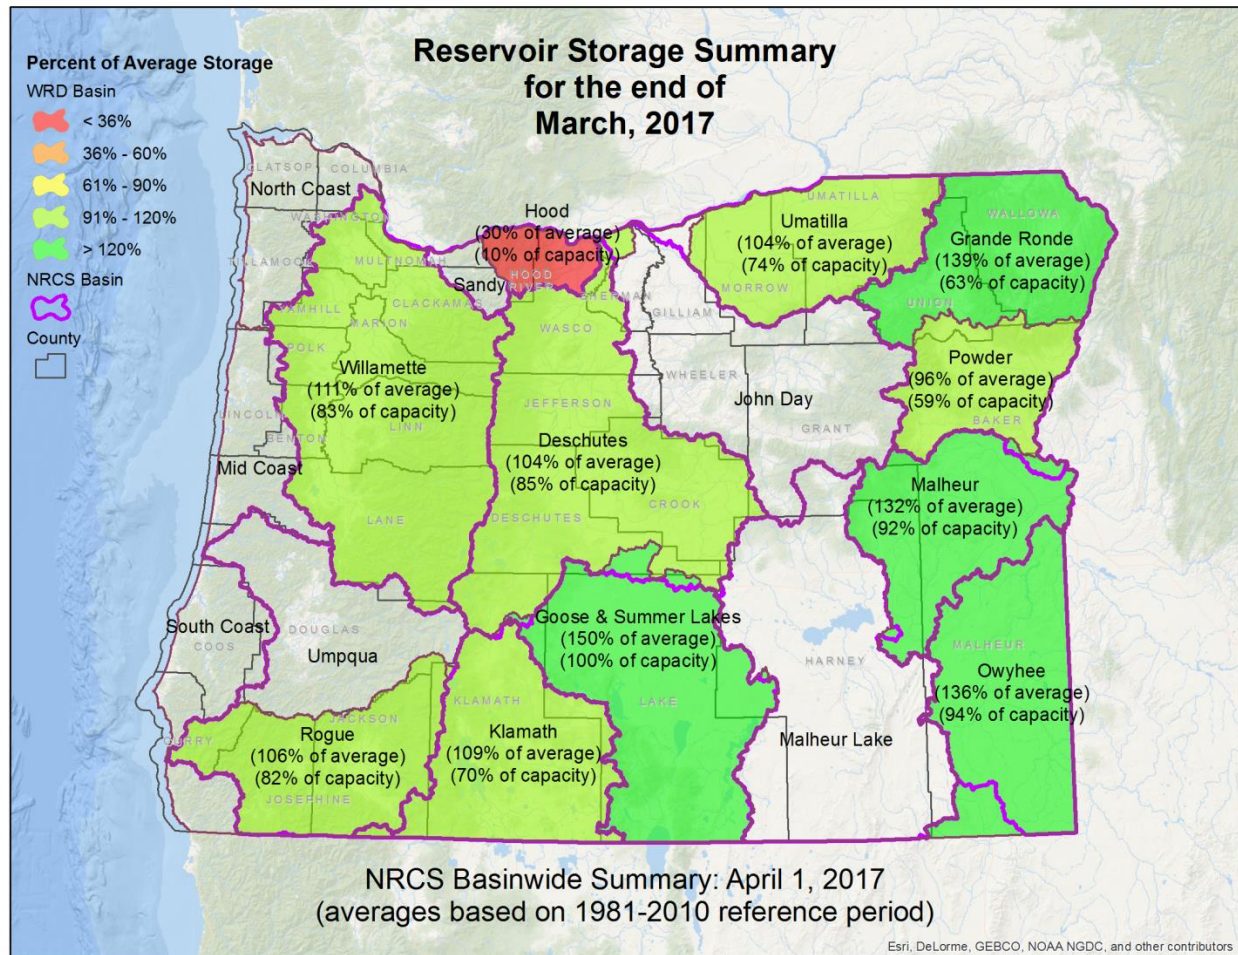 Reservoir Storage Summary
for the end of
March, 2017
Percent of Average Storage
WRD Basin
< 36%
36% - 60%
61% - 90%
91% - 120%
> 120%
NRCS Basin
County
CLATSOP
COLUMBIA
North Coast
WASHINGTON
TILLAMOOK
MULTNOMAH
Hood
(30% of average)
(10% of capacity)
HOOD
RIVER
Sandy
CLACKAMAS
YAMHILL
MARION
POLK
SHERMAN
WASCO
GILLIAM
MORROW
UMATILLA
Umatilla
(104% of average)
(74% of capacity)
WALLOWA
Grande Ronde
(139% of average)
(63% of capacity)
UNION
Willamette
(111% of average)
(83% of capacity)
LINCOLN
BENTON
LINN
Mid Coast
JEFFERSON
WHEELER
John Day
GRANT
Powder
(96% of average)
(59% of capacity)
BAKER
Deschutes
(104% of average)
(85% of capacity)
CROOK
DESCHUTES
LANE
Malheur
(132% of average)
(92% of capacity)
South Coast
COOS
DOUGLAS
Umpqua
Goose & Summer Lakes
(150% of average)
(100% of capacity)
LAKE
HARNEY
Malheur Lake
MALHEUR
Owyhee
(136% of average)
(94% of capacity)
KLAMATH
Klamath
(109% of average)
(70% of capacity)
JACKSON
Rogue
(106% of average)
(82% of capacity)
CURRY
JOSEPHINE
NRCS Basinwide Summary: April 1, 2017
(averages based on 1981-2010 reference period)
Esri, DeLorme, GEBCO, NOAA NGDC, and other contributors